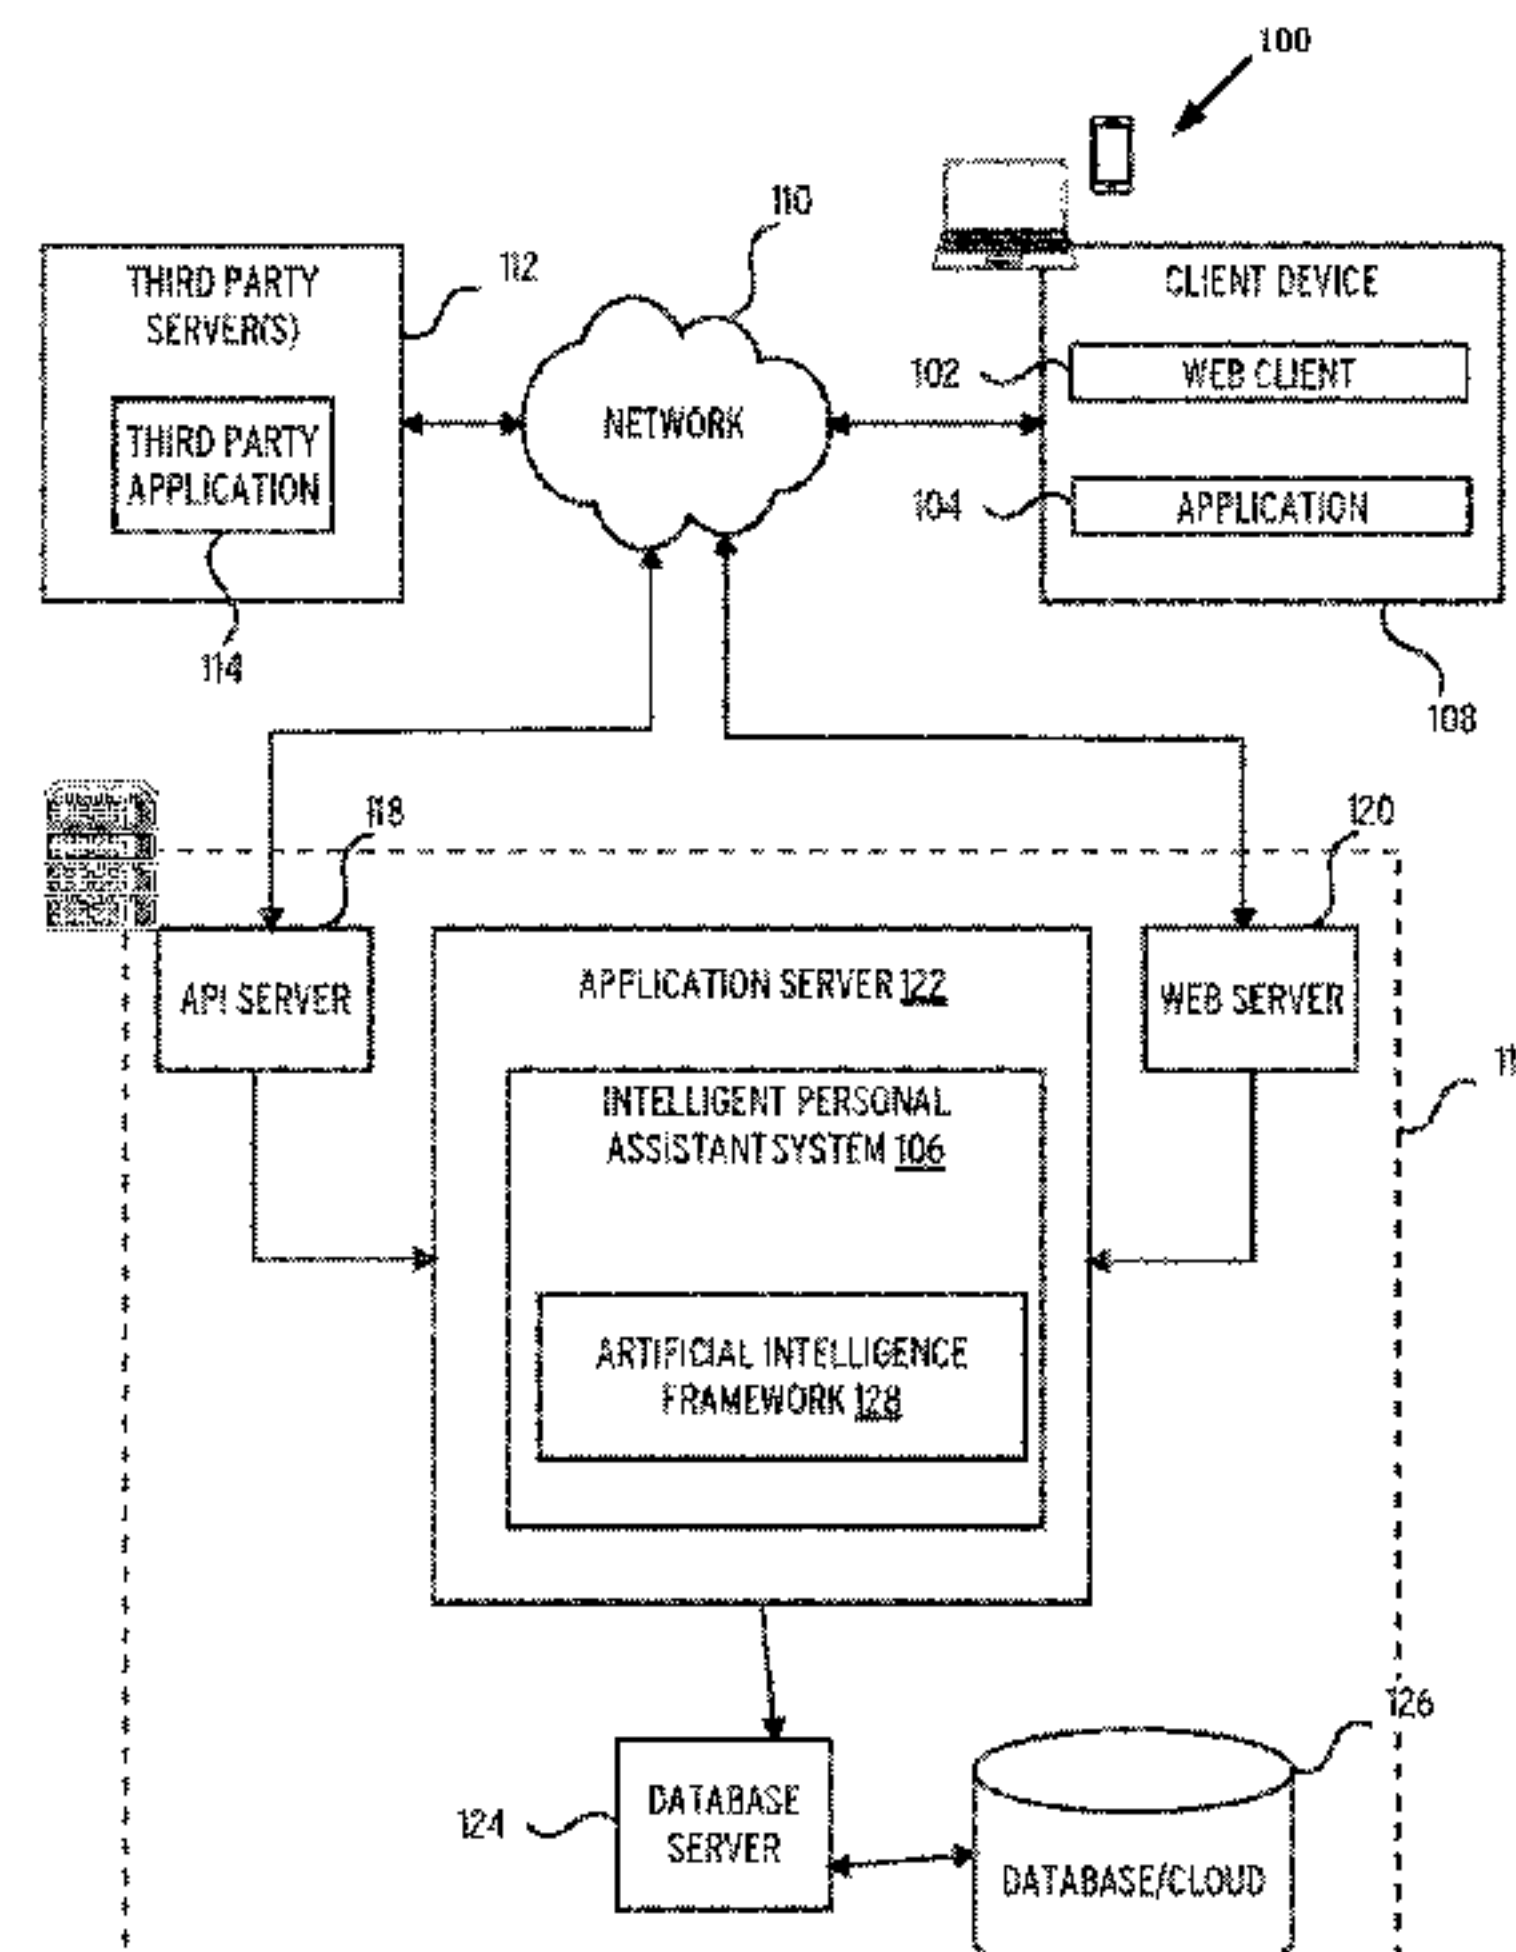 100
110
THIRD PARTY
SERVER(S)
112
CLIENT DEVICE
102
WEB CLIENT
NETWORK
THIRD PARTY
APPLICATION
104
APPLICATION
114
108
118
120
API SERVER
APPLICATION SERVER 122
WEB SERVER
11
INTELLIGENT PERSONAL
ASSISTANT SYSTEM 106
ARTIFICIAL INTELLIGENCE
FRAMEWORK 128
126
124
DATABASE
SERVER
DATABASE/CLOUD